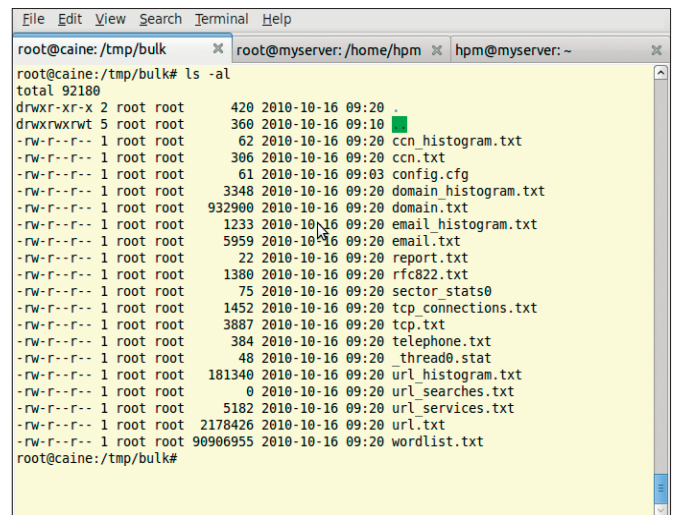 File Edit View Search Terminal Help
root@caine: /tmp/bulk root@myserver: /home/hpm hpm@myserver: ~
root@caine:/tmp/bulk# ls -al
total 92180
drwxr-xr-x 2 root root 420 2010-10-16 09:20 .
drwxrwxrwt 5 root root 360 2010-10-16 09:10 ..
-rw-r--r-- 1 root root 62 2010-10-16 09:20 ccn_histogram.txt
-rw-r--r-- 1 root root 306 2010-10-16 09:20 ccn.txt
-rw-r--r-- 1 root root 61 2010-10-16 09:03 config.cfg
-rw-r--r-- 1 root root 3348 2010-10-16 09:20 domain_histogram.txt
-rw-r--r-- 1 root root 932900 2010-10-16 09:20 domain.txt
-rw-r--r-- 1 root root 1233 2010-10-16 09:20 email_histogram.txt
-rw-r--r-- 1 root root 5959 2010-10-16 09:20 email.txt
-rw-r--r-- 1 root root 22 2010-10-16 09:20 report.txt
-rw-r--r-- 1 root root 1380 2010-10-16 09:20 rfc822.txt
-rw-r--r-- 1 root root 75 2010-10-16 09:20 sector_stats0
-rw-r--r-- 1 root root 1452 2010-10-16 09:20 tcp_connections.txt
-rw-r--r-- 1 root root 3887 2010-10-16 09:20 tcp.txt
-rw-r--r-- 1 root root 384 2010-10-16 09:20 telephone.txt
-rw-r--r-- 1 root root 48 2010-10-16 09:20 _thread0.stat
-rw-r--r-- 1 root root 181340 2010-10-16 09:20 url_histogram.txt
-rw-r--r-- 1 root root 0 2010-10-16 09:20 url_searches.txt
-rw-r--r-- 1 root root 5182 2010-10-16 09:20 url_services.txt
-rw-r--r-- 1 root root 2178426 2010-10-16 09:20 url.txt
-rw-r--r-- 1 root root 90906955 2010-10-16 09:20 wordlist.txt
root@caine:/tmp/bulk#